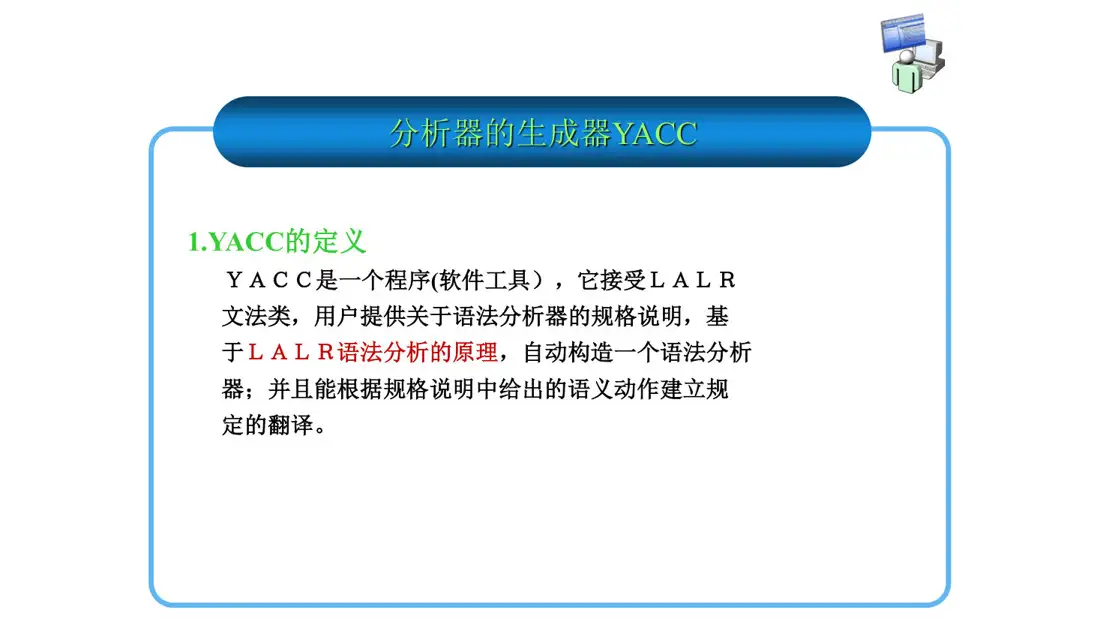 分析器的生成器YACC
1.YACC的定义
ＹＡＣＣ是一个程序(软件工具），它接受ＬＡＬＲ
文法类，用户提供关于语法分析器的规格说明，基
于ＬＡＬＲ语法分析的原理，自动构造一个语法分析
器；并且能根据规格说明中给出的语义动作建立规
定的翻译。